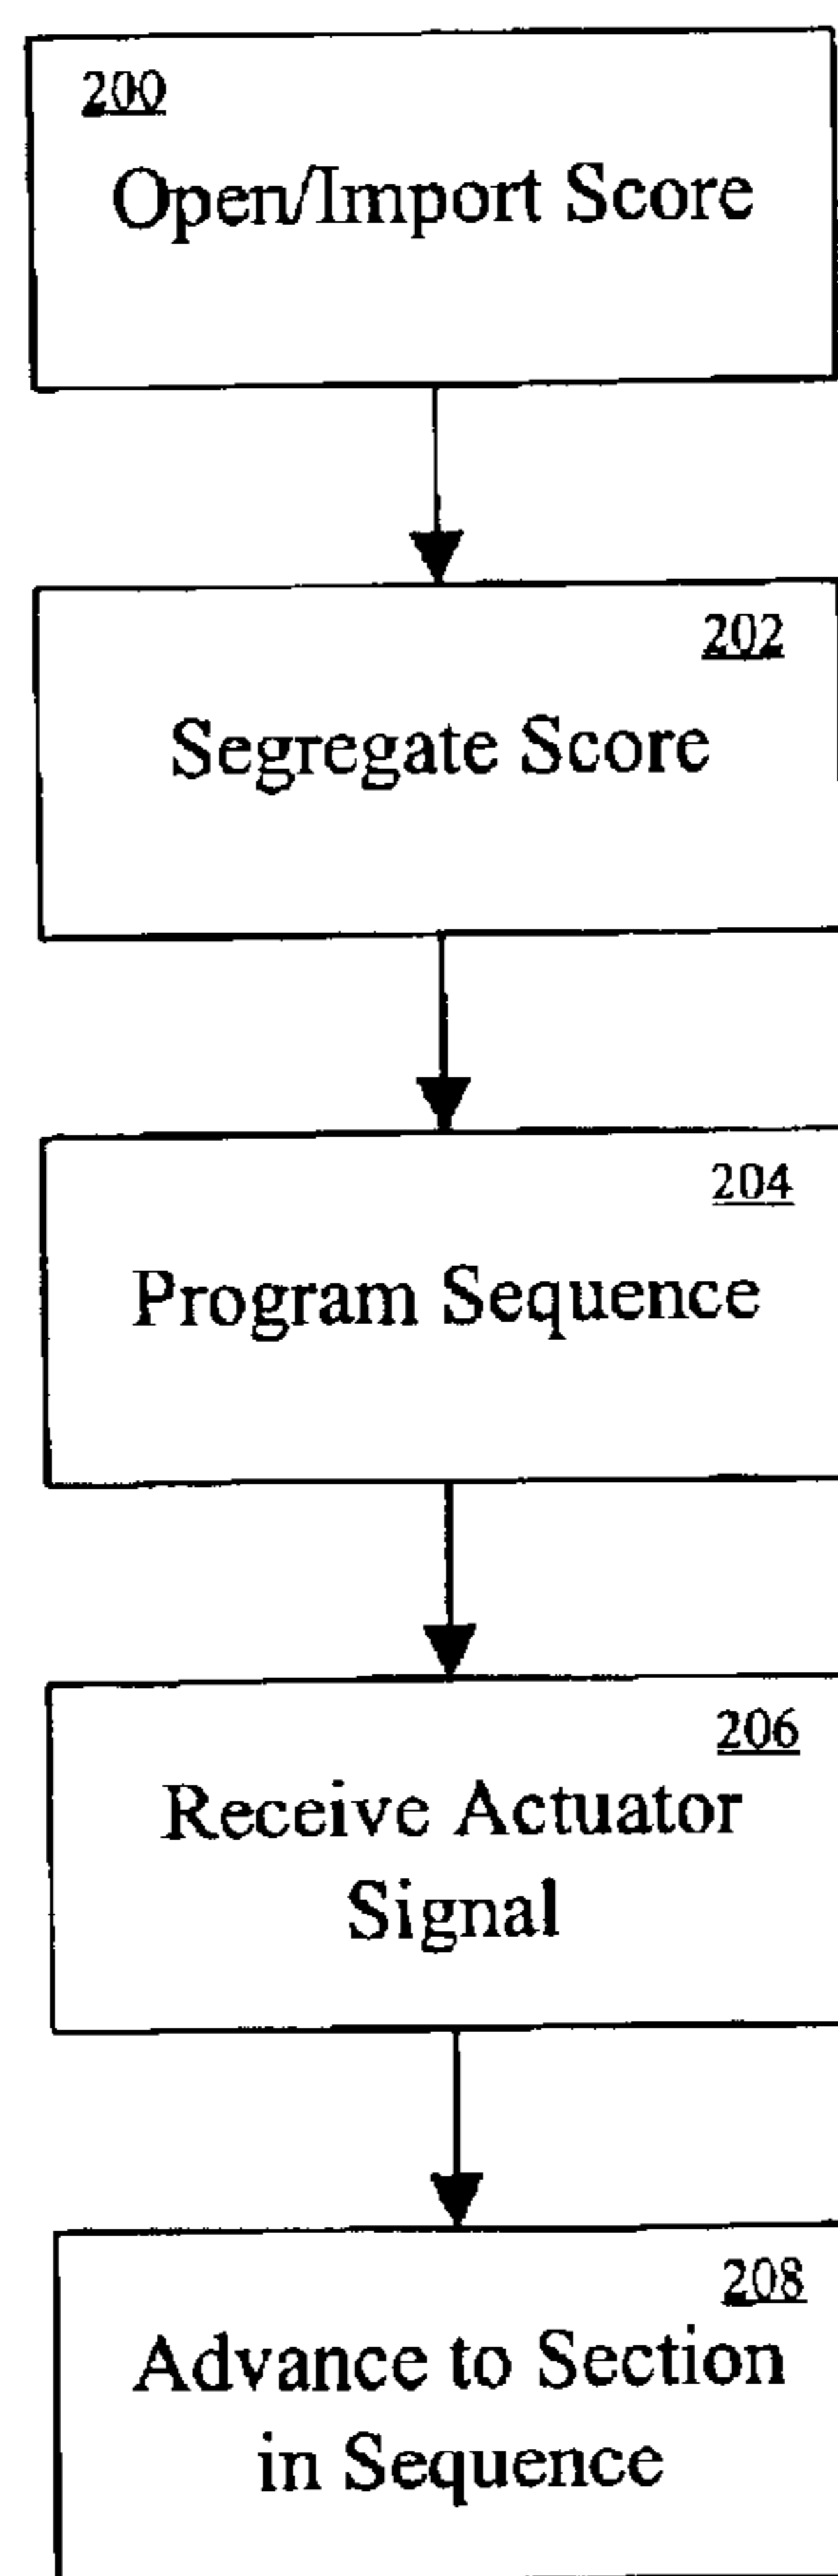 200
Open/Import Score
202
Segregate Score
204
Program Sequence
206
Receive Actuator
Signal
208
Advance to Section
in Sequence